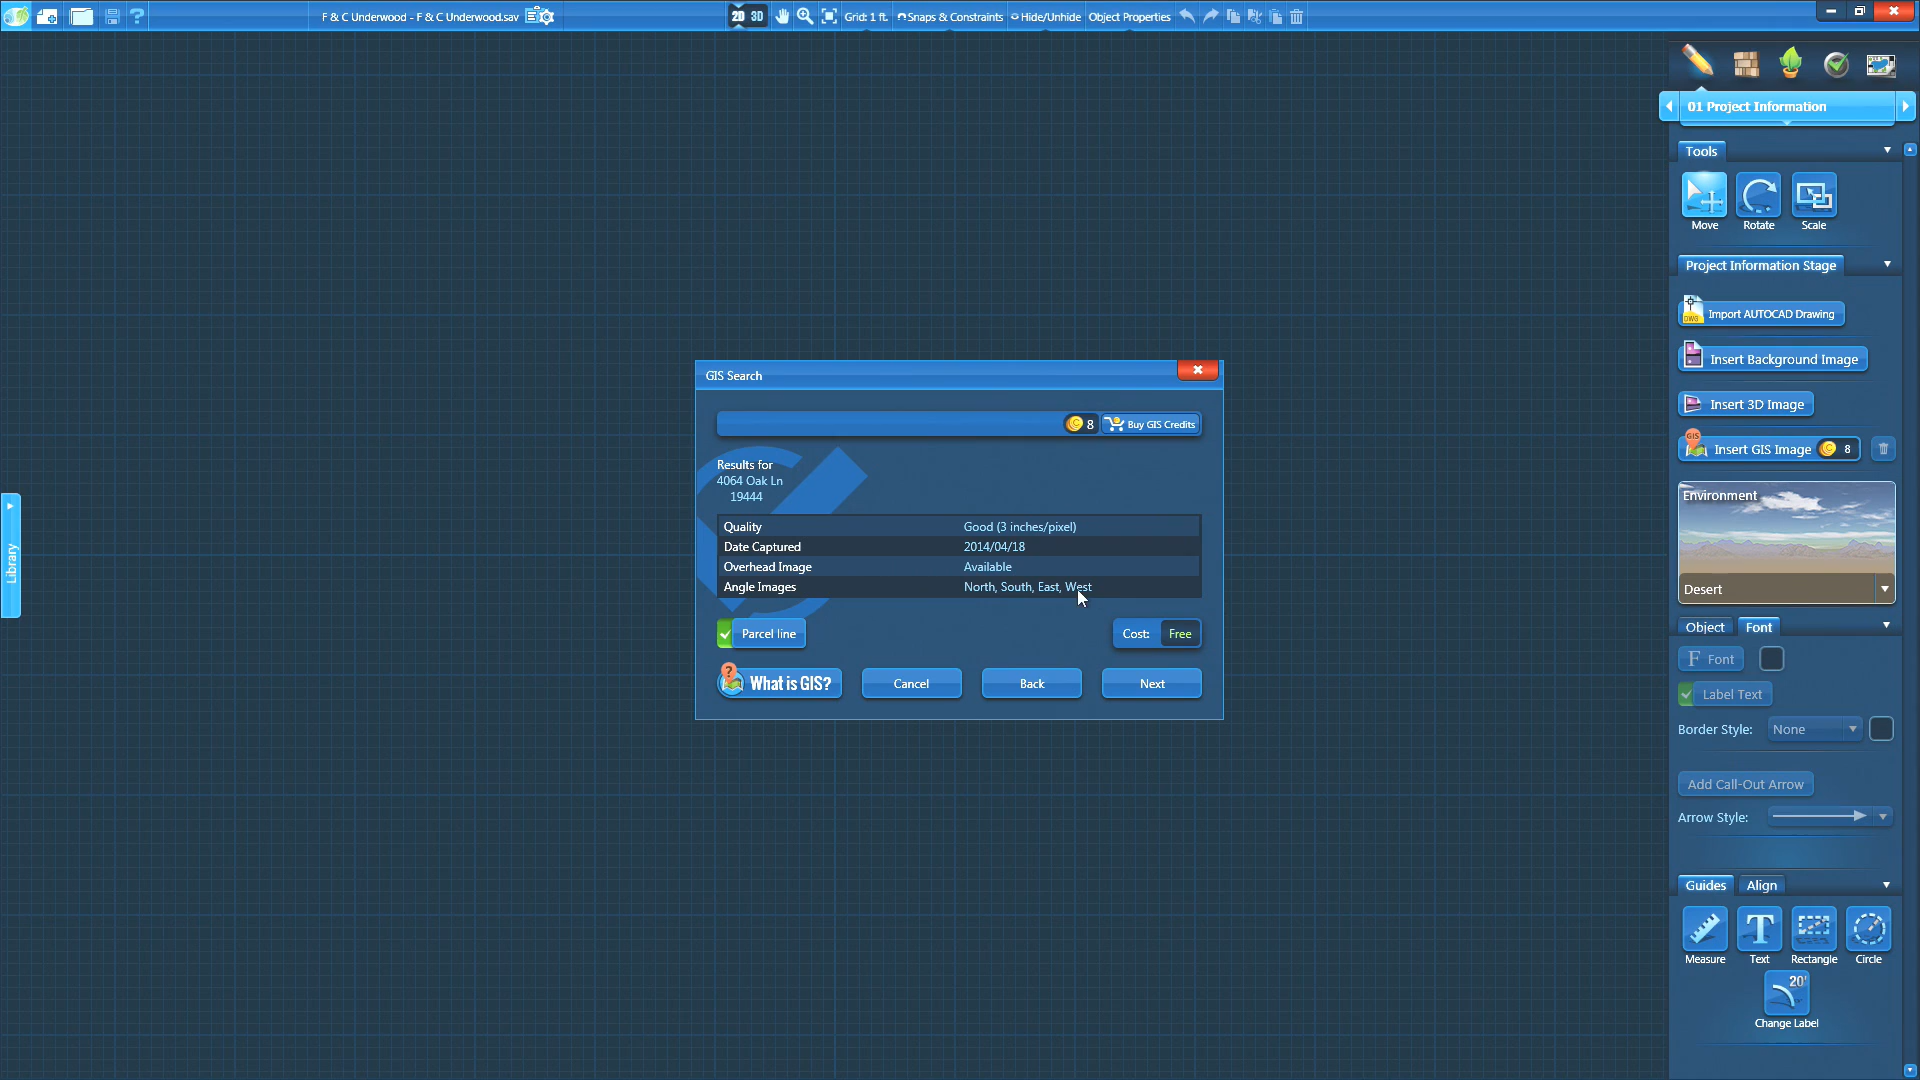 F & C Underwood - F & C Underwood.sav
2D 3D
Grid: 1 ft.
Snaps & Constraints
Hide/Unhide
Object Properties
01 Project Information
Tools
Move
Rotate
Scale
Project Information Stage
DWG
Import AUTOCAD Drawing
Insert Background Image
Insert 3D Image
GIS
Insert GIS Image
8
Environment
Desert
Object
Font
F Font
Label Text
Border Style: None
Add Call-Out Arrow
Arrow Style:
Guides
Align
T
Measure
Text
Rectangle
Circle
20'
Change Label
Library
GIS Search
8
Buy GIS Credits
Results for
4064 Oak Ln
19444
Quality Good (3 inches/pixel)
Date Captured 2014/04/18
Overhead Image Available
Angle Images North, South, East, West
Parcel line
Cost: Free
? What is GIS?
Cancel
Back
Next